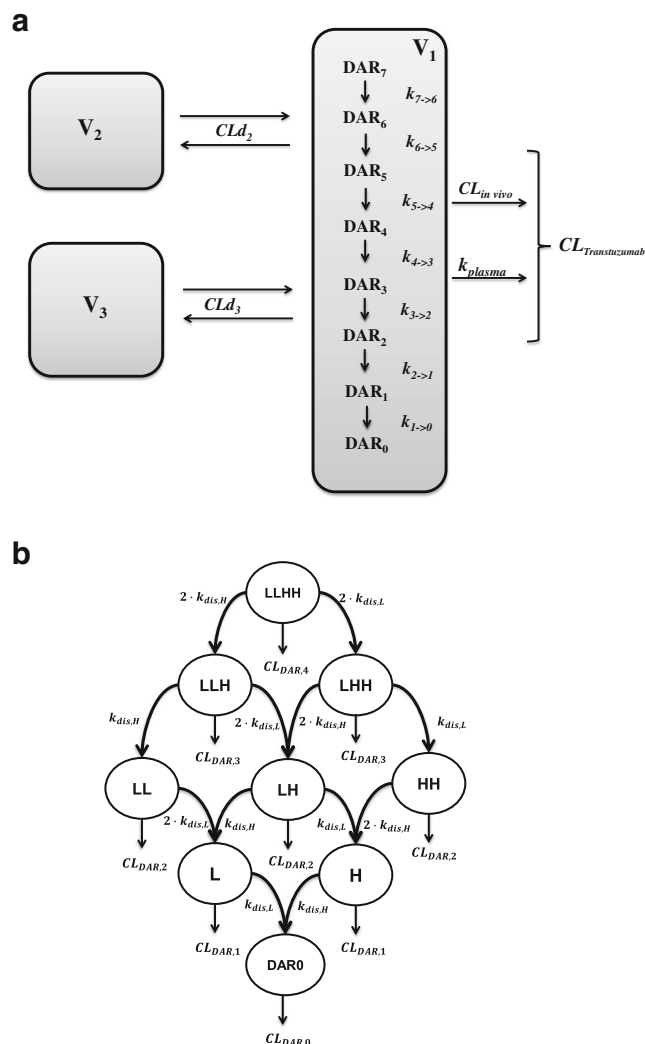 a
V1
DAR7
k7->6
V2
CLd2
DAR6
k6->5
DAR5
k5->4
CLin vivo
DAR4
k4->3
CLTranstuzumab
kplasma
V3
CLd3
DAR3
k3->2
DAR2
k2->1
DAR1
k1->0
DAR0
b
LLHH
2 · kdis,H
2 · kdis,L
CLDAR,4
LLH
LHH
kdis,H
2 · kdis,L
2 · kdis,H
kdis,L
CLDAR,3
CLDAR,3
LL
LH
HH
2 · kdis,L
kdis,H
kdis,L
2 · kdis,H
CLDAR,2
CLDAR,2
CLDAR,2
L
H
kdis,L
kdis,H
CLDAR,1
CLDAR,1
DAR0
CLDAR,0